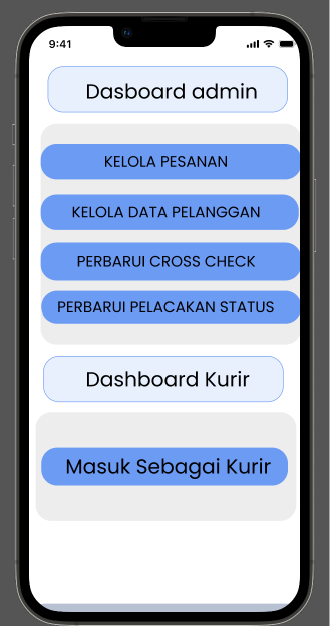 9:41
Dasboard admin
KELOLA PESANAN
KELOLA DATA PELANGGAN
PERBARUI CROSS CHECK
PERBARUI PELACAKAN STATUS
Dashboard Kurir
Masuk Sebagai Kurir